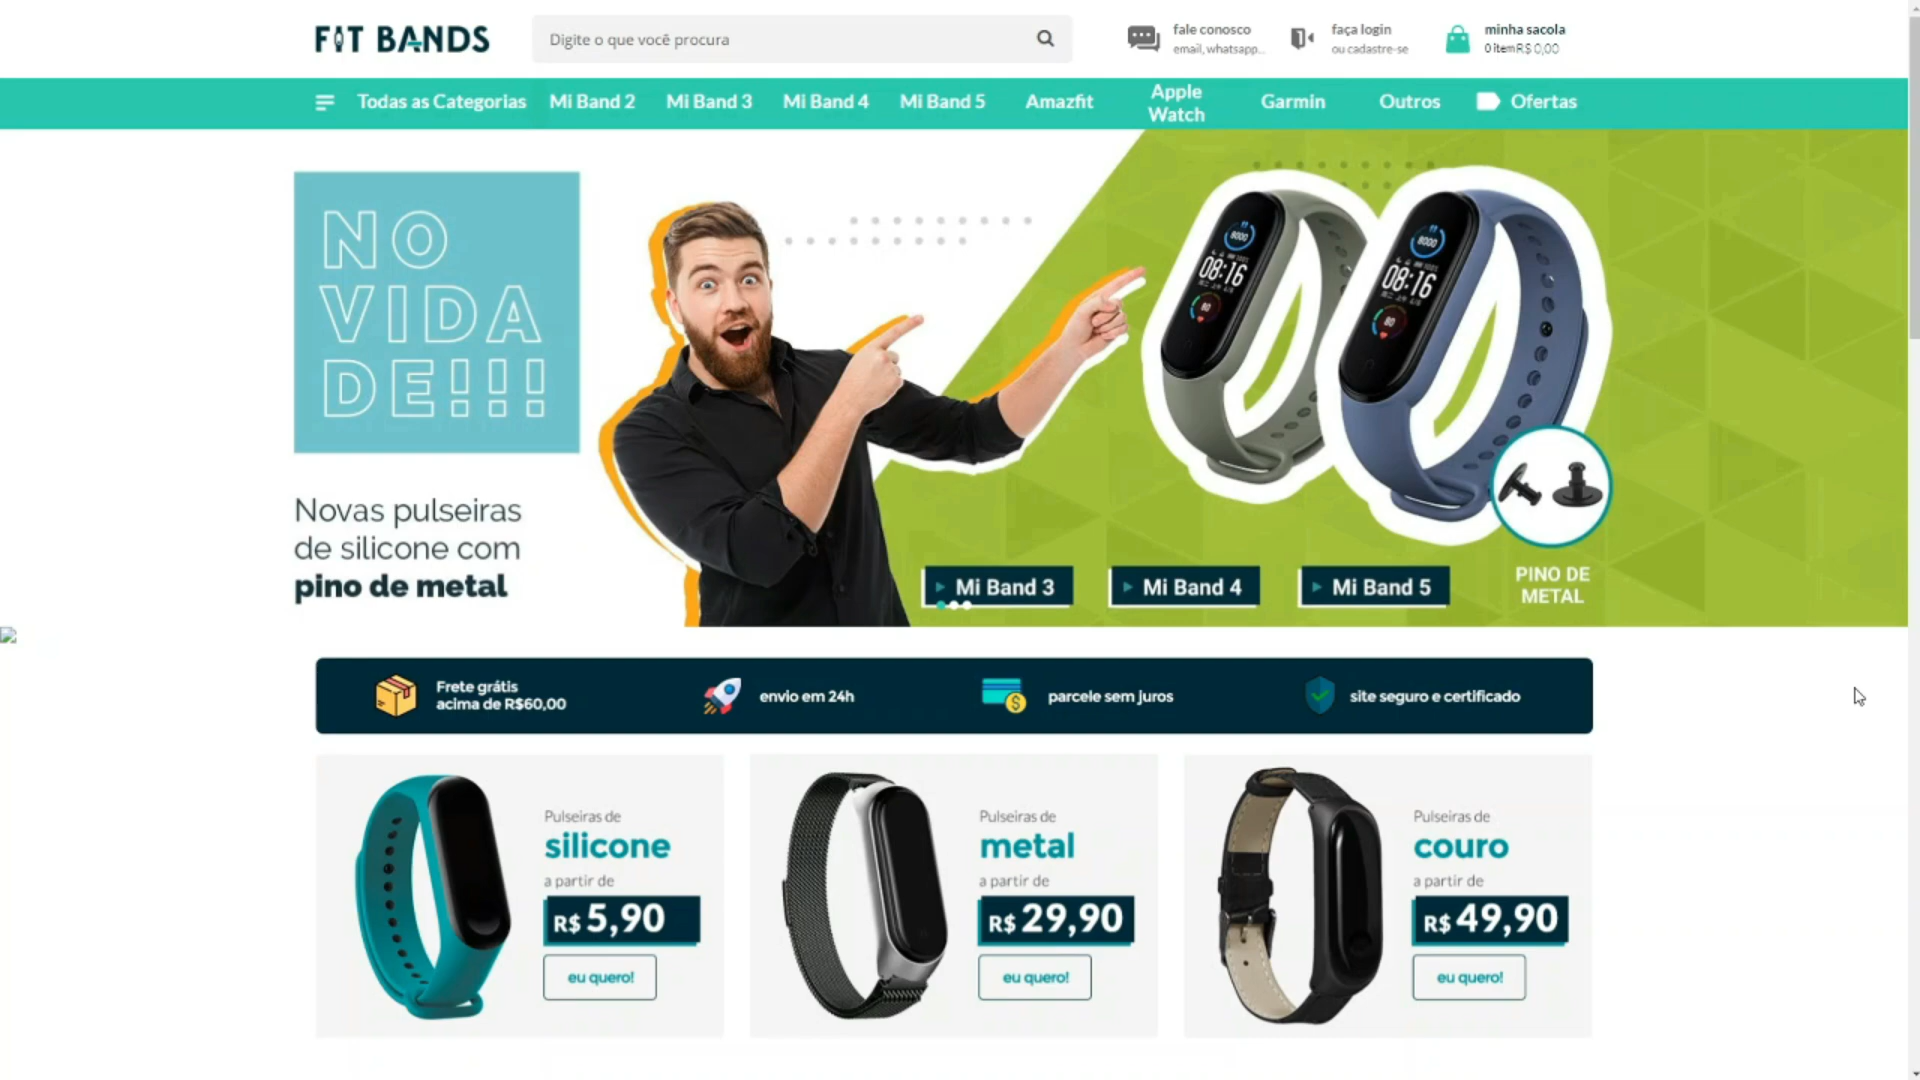 FIT BANDS
Digite o que você procura
fale conosco
email, whatsapp...
faça login
ou cadastre-se
minha sacola
0 item R$ 0,00
Todas as Categorias
Mi Band 2
Mi Band 3
Mi Band 4
Mi Band 5
Amazfit
Apple
Watch
Garmin
Outros
Ofertas
NO
VIDA
DE!!!
Novas pulseiras
de silicone com
pino de metal
8000
08:16
80
8000
08:16
80
Mi Band 3
Mi Band 4
Mi Band 5
PINO DE
METAL
Frete grátis
acima de R$60,00
envio em 24h
parcele sem juros
site seguro e certificado
Pulseiras de
silicone
a partir de
R$ 5,90
eu quero!
Pulseiras de
metal
a partir de
R$ 29,90
eu quero!
Pulseiras de
couro
a partir de
R$ 49,90
eu quero!